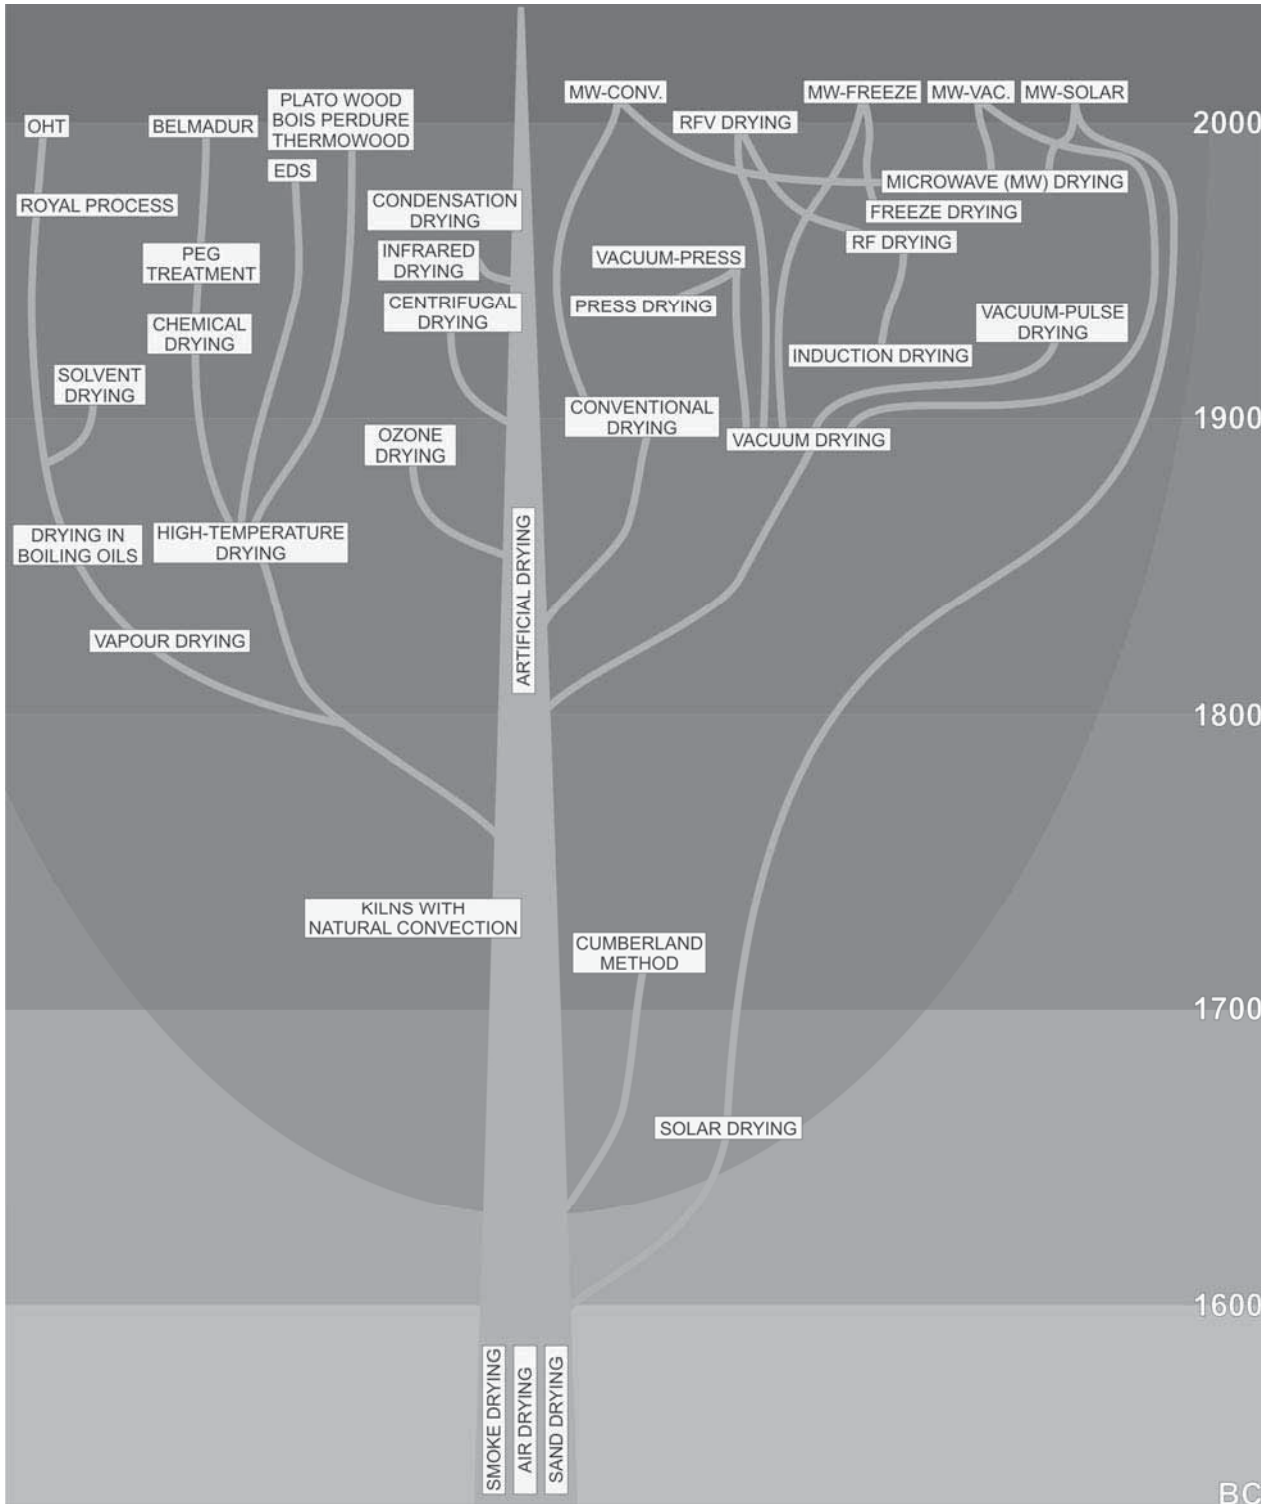 MW-CONV.
MW-FREEZE
MW-VAC.
MW-SOLAR
PLATO WOOD
BOIS PERDURE
THERMOWOOD
OHT
BELMADUR
RFV DRYING
2000
EDS
MICROWAVE (MW) DRYING
ROYAL PROCESS
CONDENSATION
DRYING
FREEZE DRYING
RF DRYING
PEG
TREATMENT
INFRARED
DRYING
VACUUM-PRESS
CENTRIFUGAL
DRYING
PRESS DRYING
VACUUM-PULSE
DRYING
CHEMICAL
DRYING
INDUCTION DRYING
SOLVENT
DRYING
CONVENTIONAL
DRYING
1900
OZONE
DRYING
VACUUM DRYING
DRYING IN
BOILING OILS
HIGH-TEMPERATURE
DRYING
ARTIFICIAL DRYING
VAPOUR DRYING
1800
KILNS WITH
NATURAL CONVECTION
CUMBERLAND
METHOD
1700
SOLAR DRYING
1600
SMOKE DRYING
AIR DRYING
SAND DRYING
BC